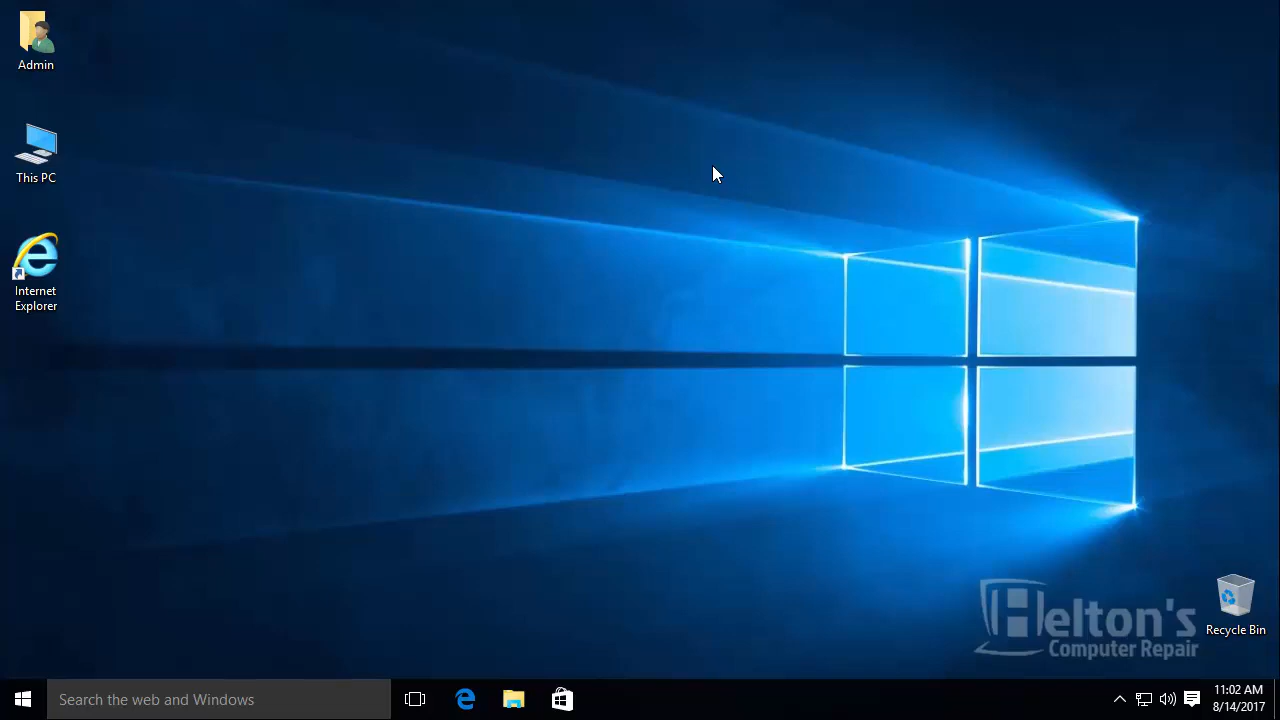 Admin
This PC
Internet
Explorer
Helton's
Computer Repair
Recycle Bin
Search the web and Windows
11:02 AM
8/14/2017